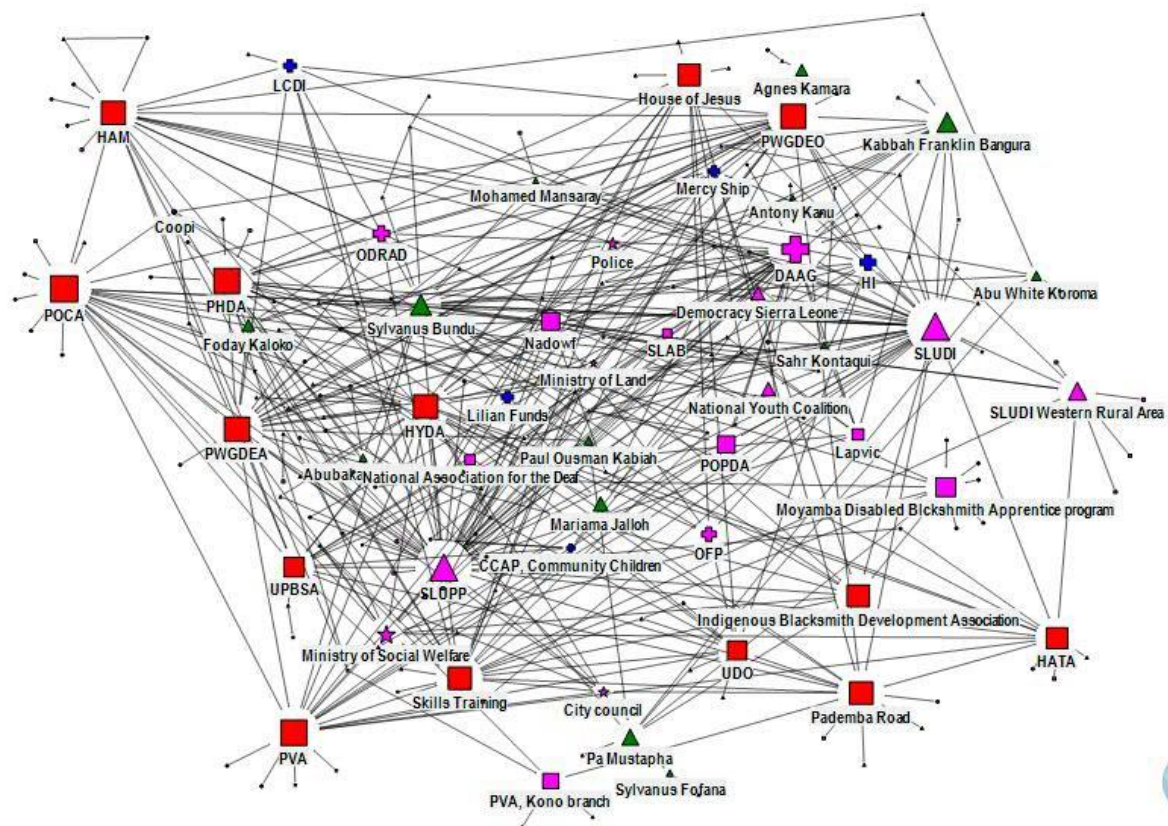 LCDI
House of Jesus
Agnes Kamara
HAM
PWGDEO
Kabbah Franklin Bangura
Mercy Ship
Mohamed Mansaray
Antony Kanu
Coopi
ODRAD
Police
DAAG
HI
Abu White Koroma
POCA
PHDA
Democracy Sierra Leone
Foday Kaloko
Sylvanus Bundu
Nadowf
SLAB
Sahr Kontaqui
SLUDI
Ministry of Land
National Youth Coalition
SLUDI Western Rural Area
HYDA
Lilian Funds
PWGDEA
Paul Ousman Kabiah
POPDA
Lapvic
Abubaka
National Association for the Deaf
Moyamba Disabled Blckshmith Apprentice program
Mariama Jalloh
OFP
CCAP, Community Children
UPBSA
SLUPP
Indigenous Blacksmith Development Association
Ministry of Social Welfare
HATA
UDO
Skills Training
City council
Pademba Road
PVA
Pa Mustapha
Sylvanus Fofana
PVA, Kono branch